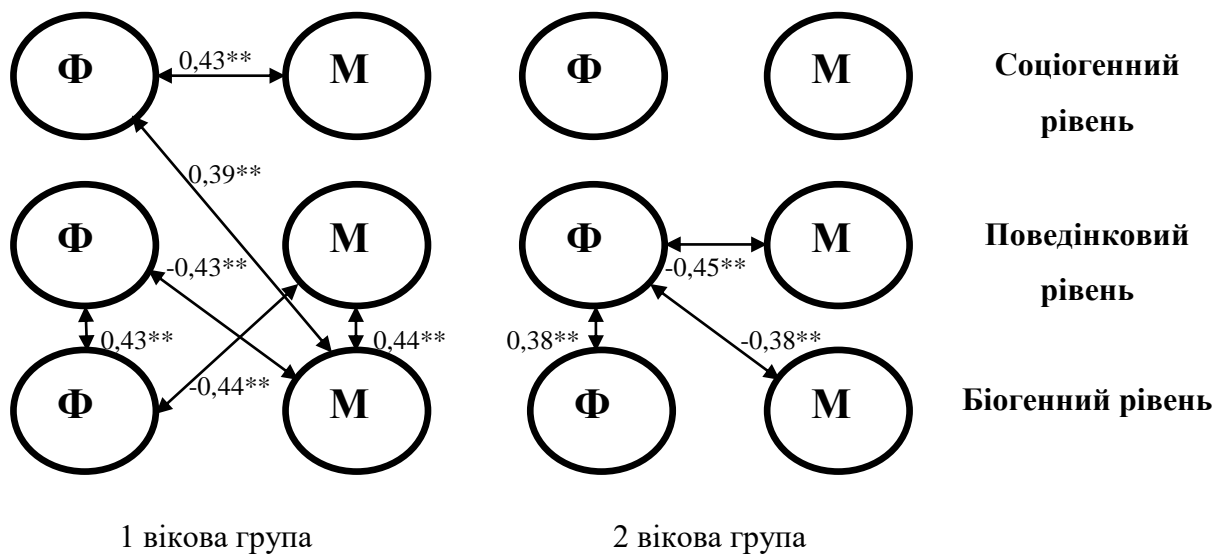 Ф 0,43** М Ф М Соціогенний
рівень
0,39**
Ф М Ф М Поведінковий
-0,43** -0,45**
рівень
0,43** 0,44** 0,38** -0,38**
-0,44**
Ф М Ф М Біогенний рівень
1 вікова група 2 вікова група